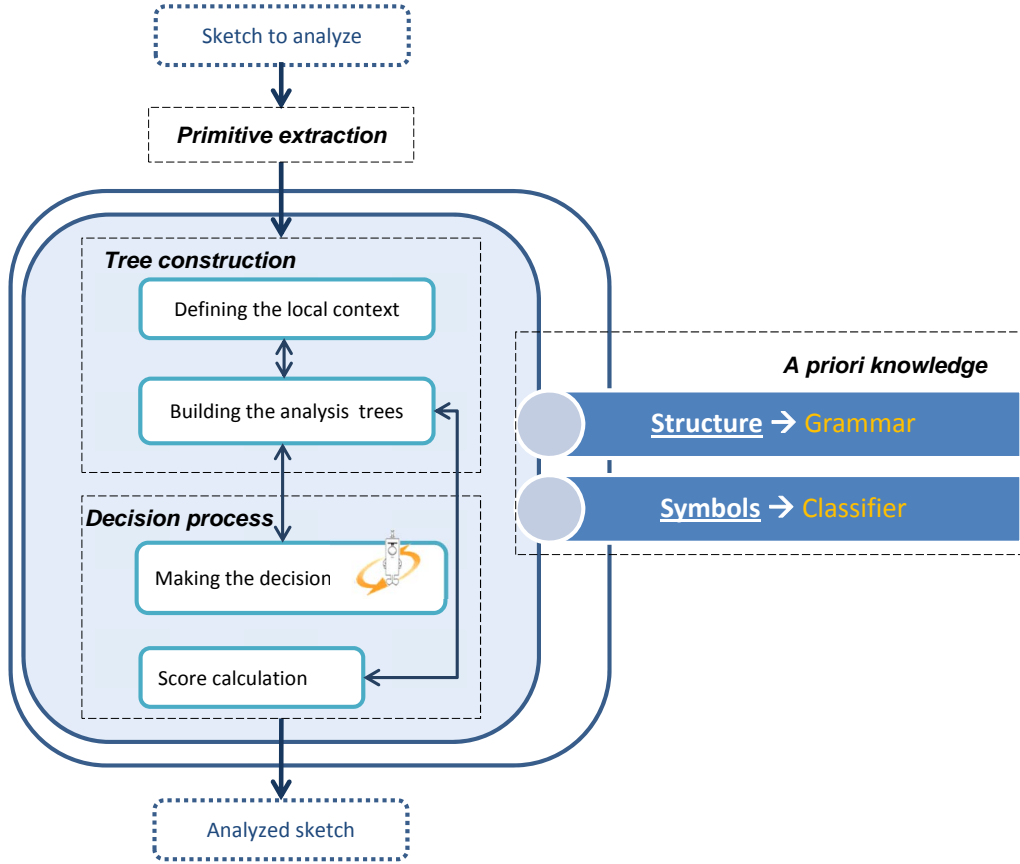 Sketch to analyze
Primitive extraction
Tree construction
Defining the local context
Building the analysis trees
A priori knowledge
Structure → Grammar
Symbols → Classifier
Decision process
Making the decision
Score calculation
Analyzed sketch